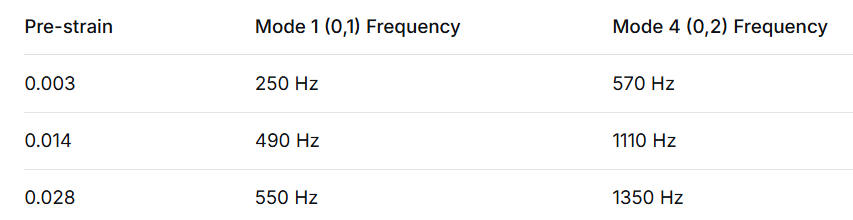 Pre-strain Mode 1 (0,1) Frequency Mode 4 (0,2) Frequency
0.003 250 Hz 570 Hz
0.014 490 Hz 1110 Hz
0.028 550 Hz 1350 Hz